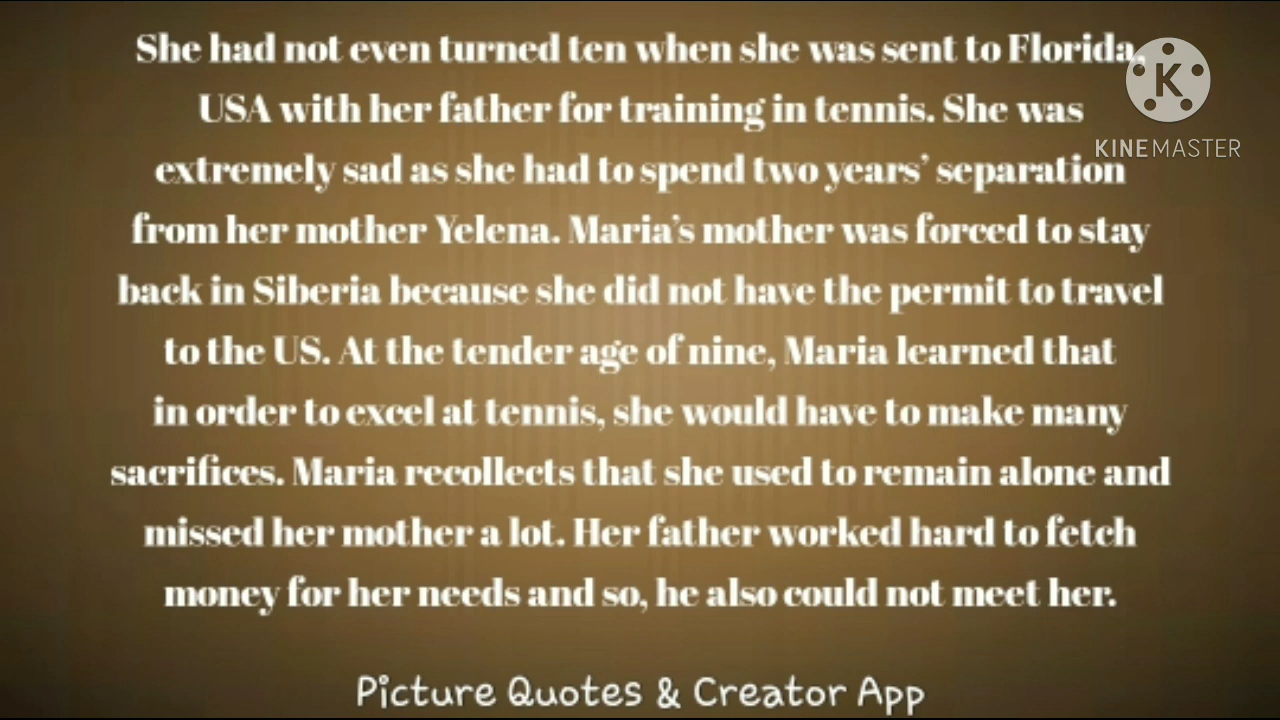 She had not even turned ten when she was sent to Florida,
USA with her father for training in tennis. She was
extremely sad as she had to spend two years’ separation
from her mother Yelena. Maria’s mother was forced to stay
back in Siberia because she did not have the permit to travel
to the US. At the tender age of nine, Maria learned that
in order to excel at tennis, she would have to make many
sacrifices. Maria recollects that she used to remain alone and
missed her mother a lot. Her father worked hard to fetch
money for her needs and so, he also could not meet her.
K
KINEMASTER
Picture Quotes & Creator App